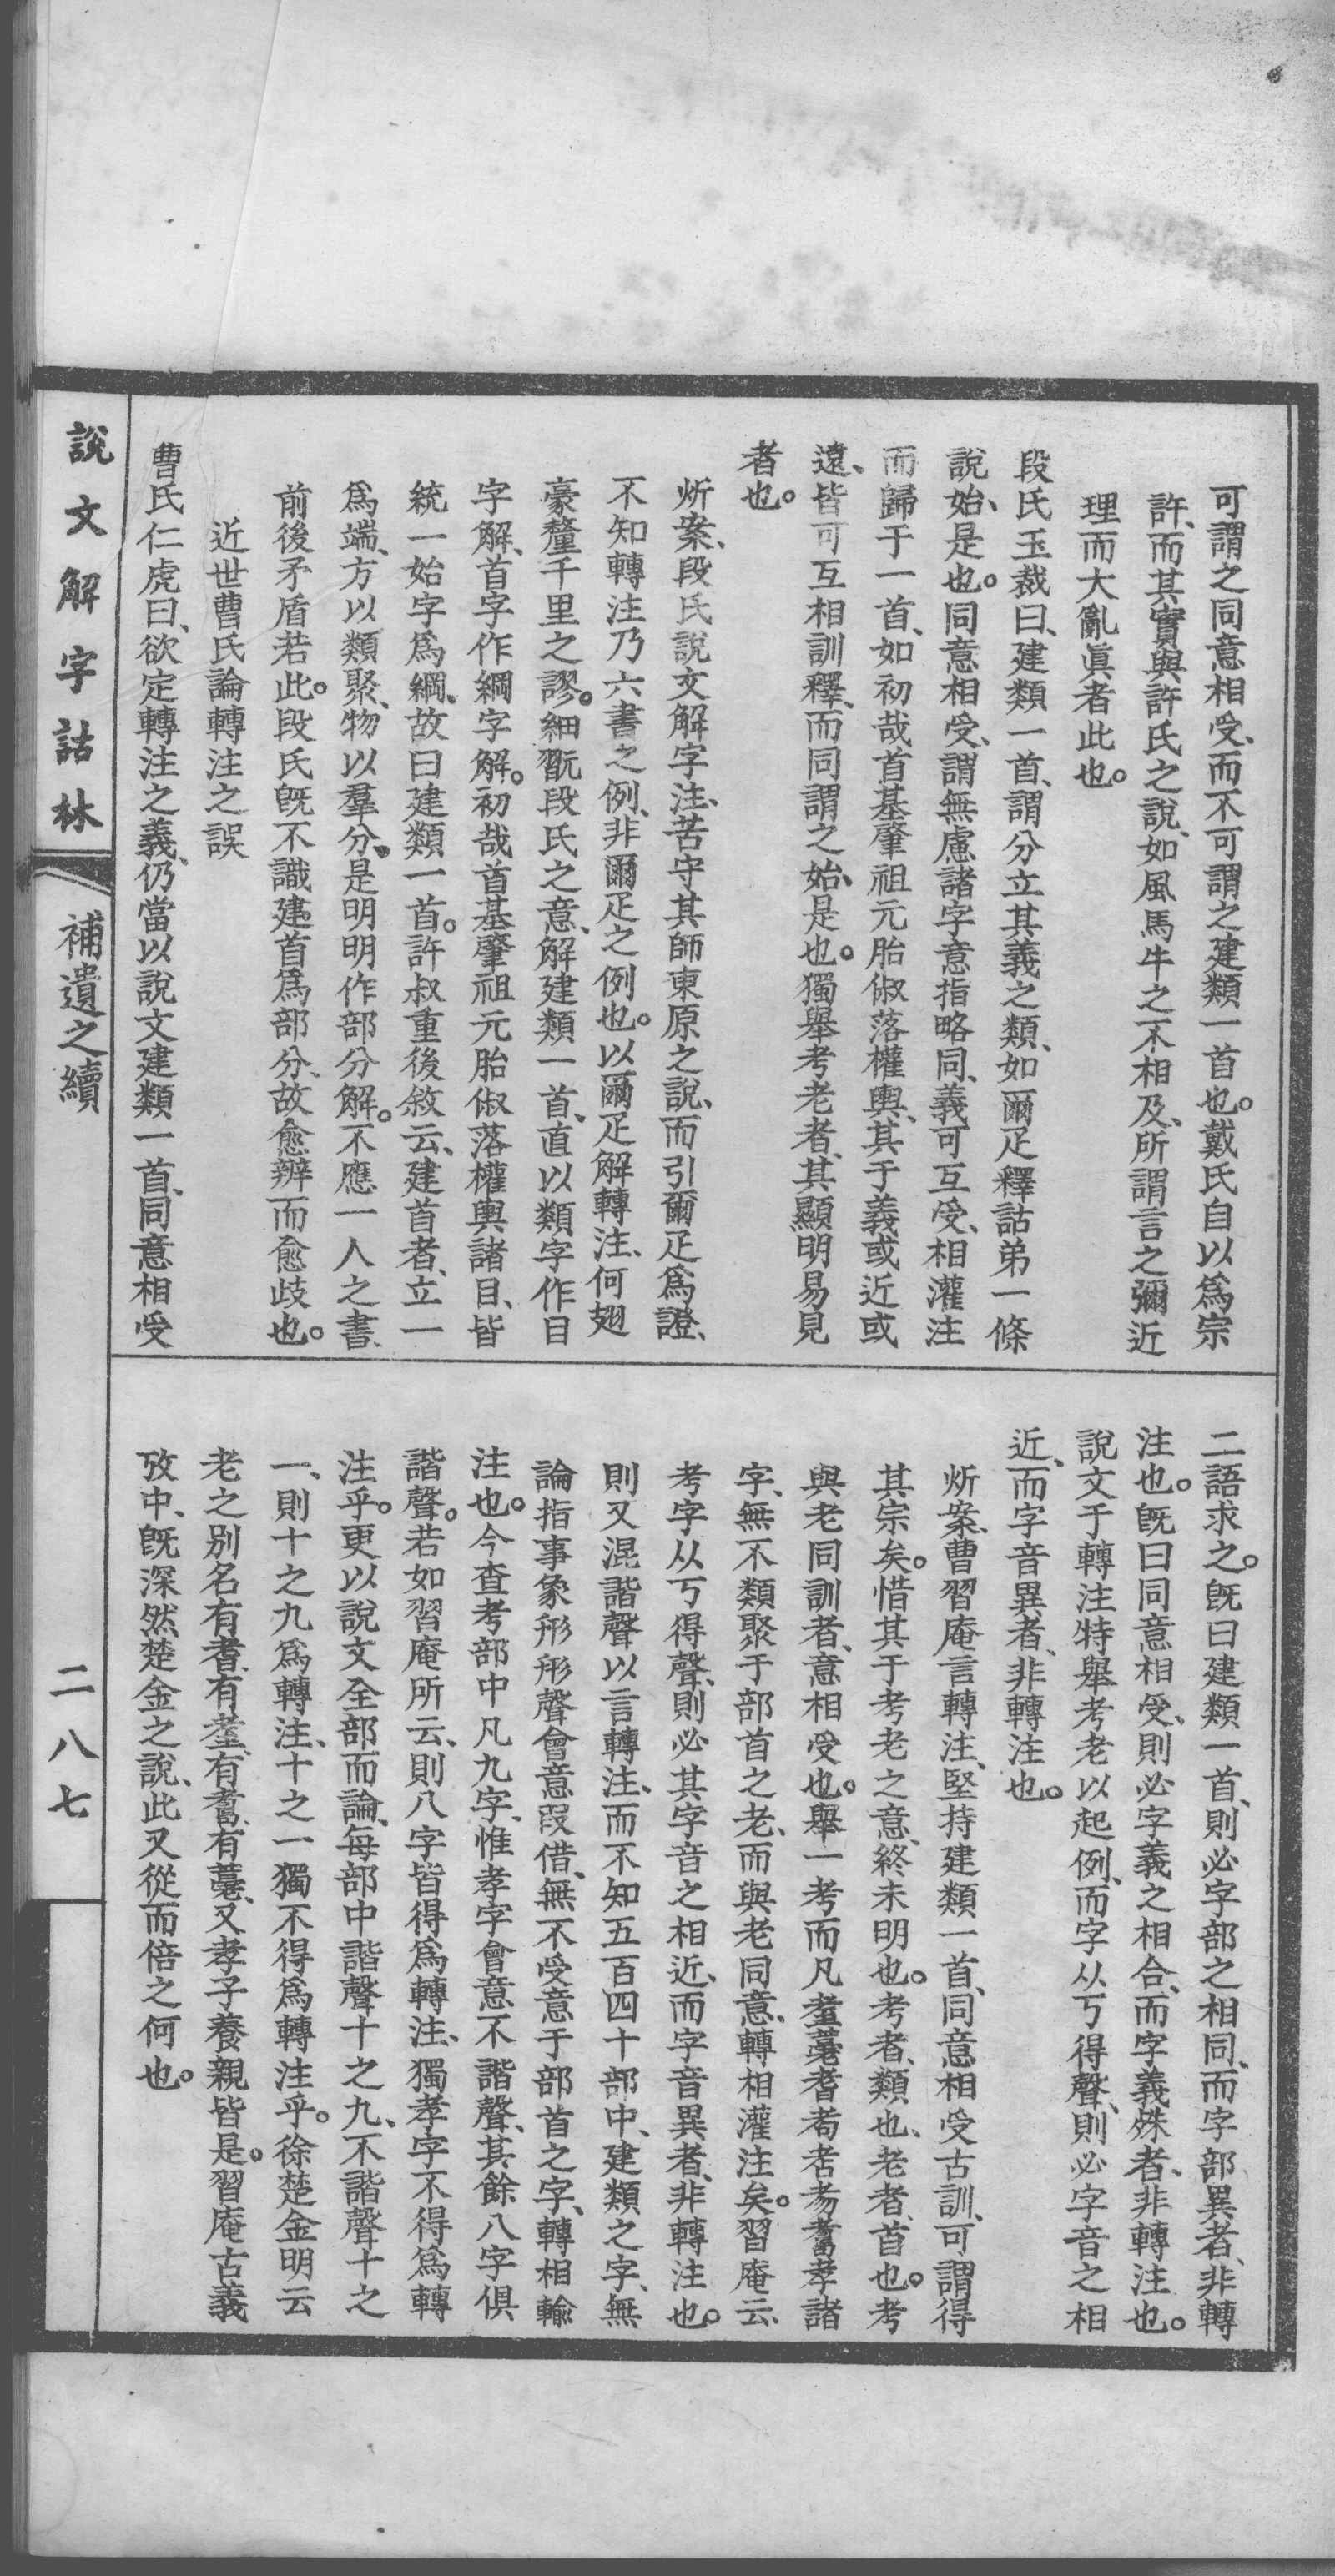 可謂之同意相受、而不可謂之建類一首也。戴氏自以爲宗
許、而其實與許氏之說、如風馬牛之不相及、所謂言之彌近
理而大亂眞者此也。
段氏玉裁曰、建類一首、謂分立其義之類、如爾疋釋詁弟一條
說始、是也。同意相受、謂無慮諸字意指略同、義可互受、相灌注
而歸于一首、如初哉首基肇祖元胎俶落權輿、其于義或近或
遠、皆可互相訓釋、而同謂之始、是也。獨舉考老者、其顯明易見
者也。
炘案、段氏說文解字注、苦守其師東原之說、而引爾疋爲證、
不知轉注乃六書之例、非爾疋之例也。以爾疋解轉注、何翅
豪釐千里之謬。細翫段氏之意、解建類一首、直以類字作目
字解、首字作綱字解。初哉首基肇祖元胎俶落權輿諸目、皆
統一始字爲綱、故曰建類一首。許叔重後敘云、建首者、立一
爲端、方以類聚、物以羣分、是明明作部分解。不應一人之書、
前後矛盾若此。段氏旣不識建首爲部分、故愈辨而愈歧也。
近世曹氏論轉注之誤
曹氏仁虎曰、欲定轉注之義、仍當以說文建類一首、同意相受
二語求之。旣曰建類一首、則必字部之相同、而字部異者、非轉
注也。旣曰同意相受、則必字義之相合、而字義殊者、非轉注也。
說文于轉注特舉考老以起例、而字从丂得聲、則必字音之相
近、而字音異者、非轉注也。
炘案、曹習庵言轉注、堅持建類一首、同意相受古訓、可謂得
其宗矣。惜其于考老之意、終未明也。考者、類也、老者、首也。考
與老同訓者、意相受也。舉一考而凡耋薹耆耇者耉耊孝諸
字、無不類聚于部首之老、而與老同意、轉相灌注矣。習庵云、
考字从丂得聲、則必其字音之相近、而字音異者、非轉注也。
則又混諧聲以言轉注、而不知五百四十部中、建類之字、無
論指事象形形聲會意叚借、無不受意于部首之字、轉相輸
注也。今查考部中凡九字、惟孝字會意不諧聲、其餘八字俱
諧聲。若如習庵所云、則八字皆得爲轉注、獨孝字不得爲轉
注乎。更以說文全部而論、每部中諧聲十之九、不諧聲十之
一、則十之九爲轉注、十之一獨不得爲轉注乎。徐楚金明云
老之別名有耆、有耋、有耄、又孝子養親皆是。習庵古義
攷中、旣深然楚金之說、此又從而倍之何也。
說文解字詁林
補遺之續
二八七